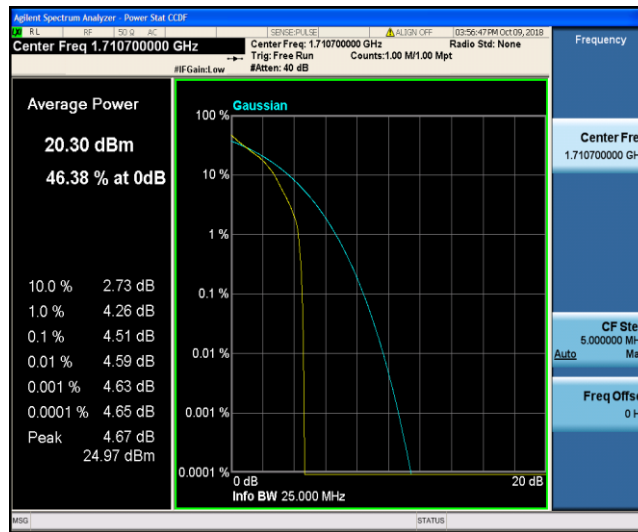 Agilent Spectrum Analyzer - Power Stat CCDF
RL RF 50 Ω AC SENSE:PULSE ALIGN OFF 03:56:47PM Oct 09, 2018
Center Freq 1.710700000 GHz
Center Freq: 1.710700000 GHz Radio Std: None
Trig: Free Run Counts:1.00 M/1.00 Mpt
#IFGain:Low #Atten: 40 dB
Frequency
Average Power
20.30 dBm
46.38 % at 0dB
10.0 % 2.73 dB
1.0 % 4.26 dB
0.1 % 4.51 dB
0.01 % 4.59 dB
0.001 % 4.63 dB
0.0001 % 4.65 dB
Peak 4.67 dB
24.97 dBm
Gaussian
100 %
10 %
1 %
0.1 %
0.01 %
0.001 %
0.0001 %
0 dB 20 dB
Info BW 25.000 MHz
Center Fre
1.710700000 GH
CF Ste
5.000000 MH
Auto Ma
Freq Offs
0 H
MSG STATUS